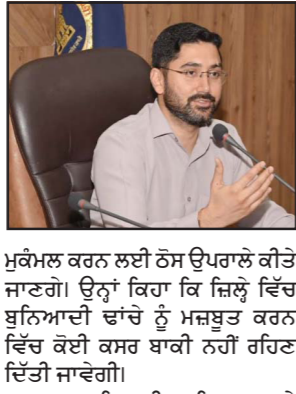 ਮੁਕੰਮਲ ਕਰਨ ਲਈ ਠੋਸ ਉਪਰਾਲੇ ਕੀਤੇ
ਜਾਣਗੇ। ਉਨ੍ਹਾਂ ਕਿਹਾ ਕਿ ਜ਼ਿਲ੍ਹੇ ਵਿੱਚ
ਬੁਨਿਆਦੀ ਢਾਂਚੇ ਨੂੰ ਮਜ਼ਬੂਤ ਕਰਨ
ਵਿੱਚ ਕੋਈ ਕਸਰ ਬਾਕੀ ਨਹੀਂ ਰਹਿਣ
ਦਿੱਤੀ ਜਾਵੇਗੀ।